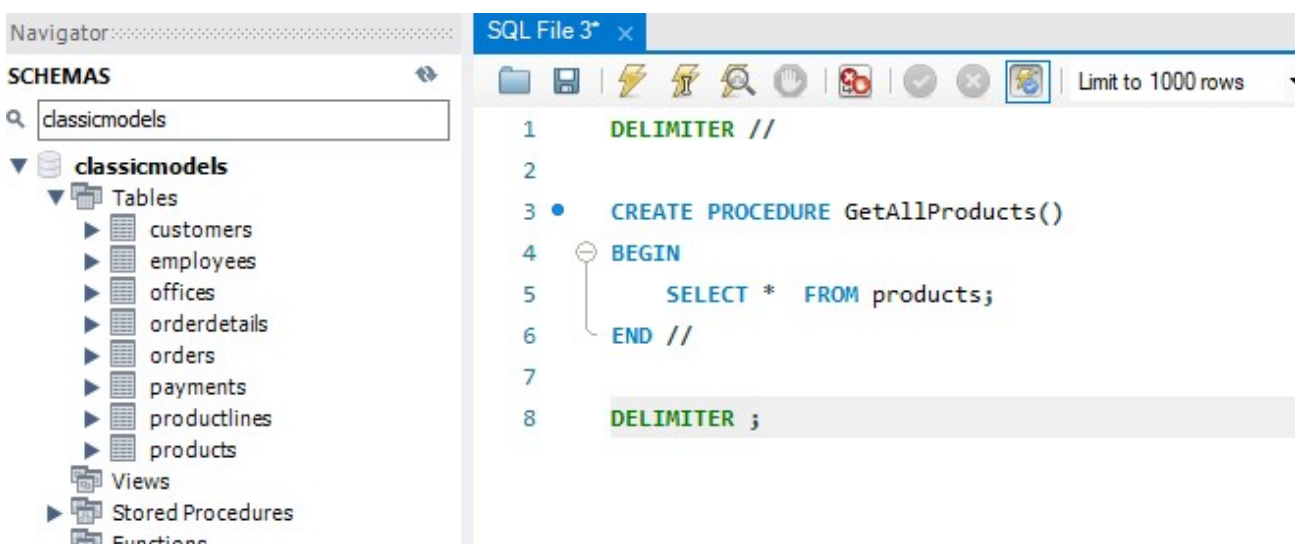 Navigator
SCHEMAS
classicmodels
classicmodels
Tables
customers
employees
offices
orderdetails
orders
payments
productlines
products
Views
Stored Procedures
Functions
SQL File 3*
Limit to 1000 rows
1 DELIMITER //
2
3 CREATE PROCEDURE GetAllProducts()
4 BEGIN
5 SELECT *  FROM products;
6 END //
7
8 DELIMITER ;